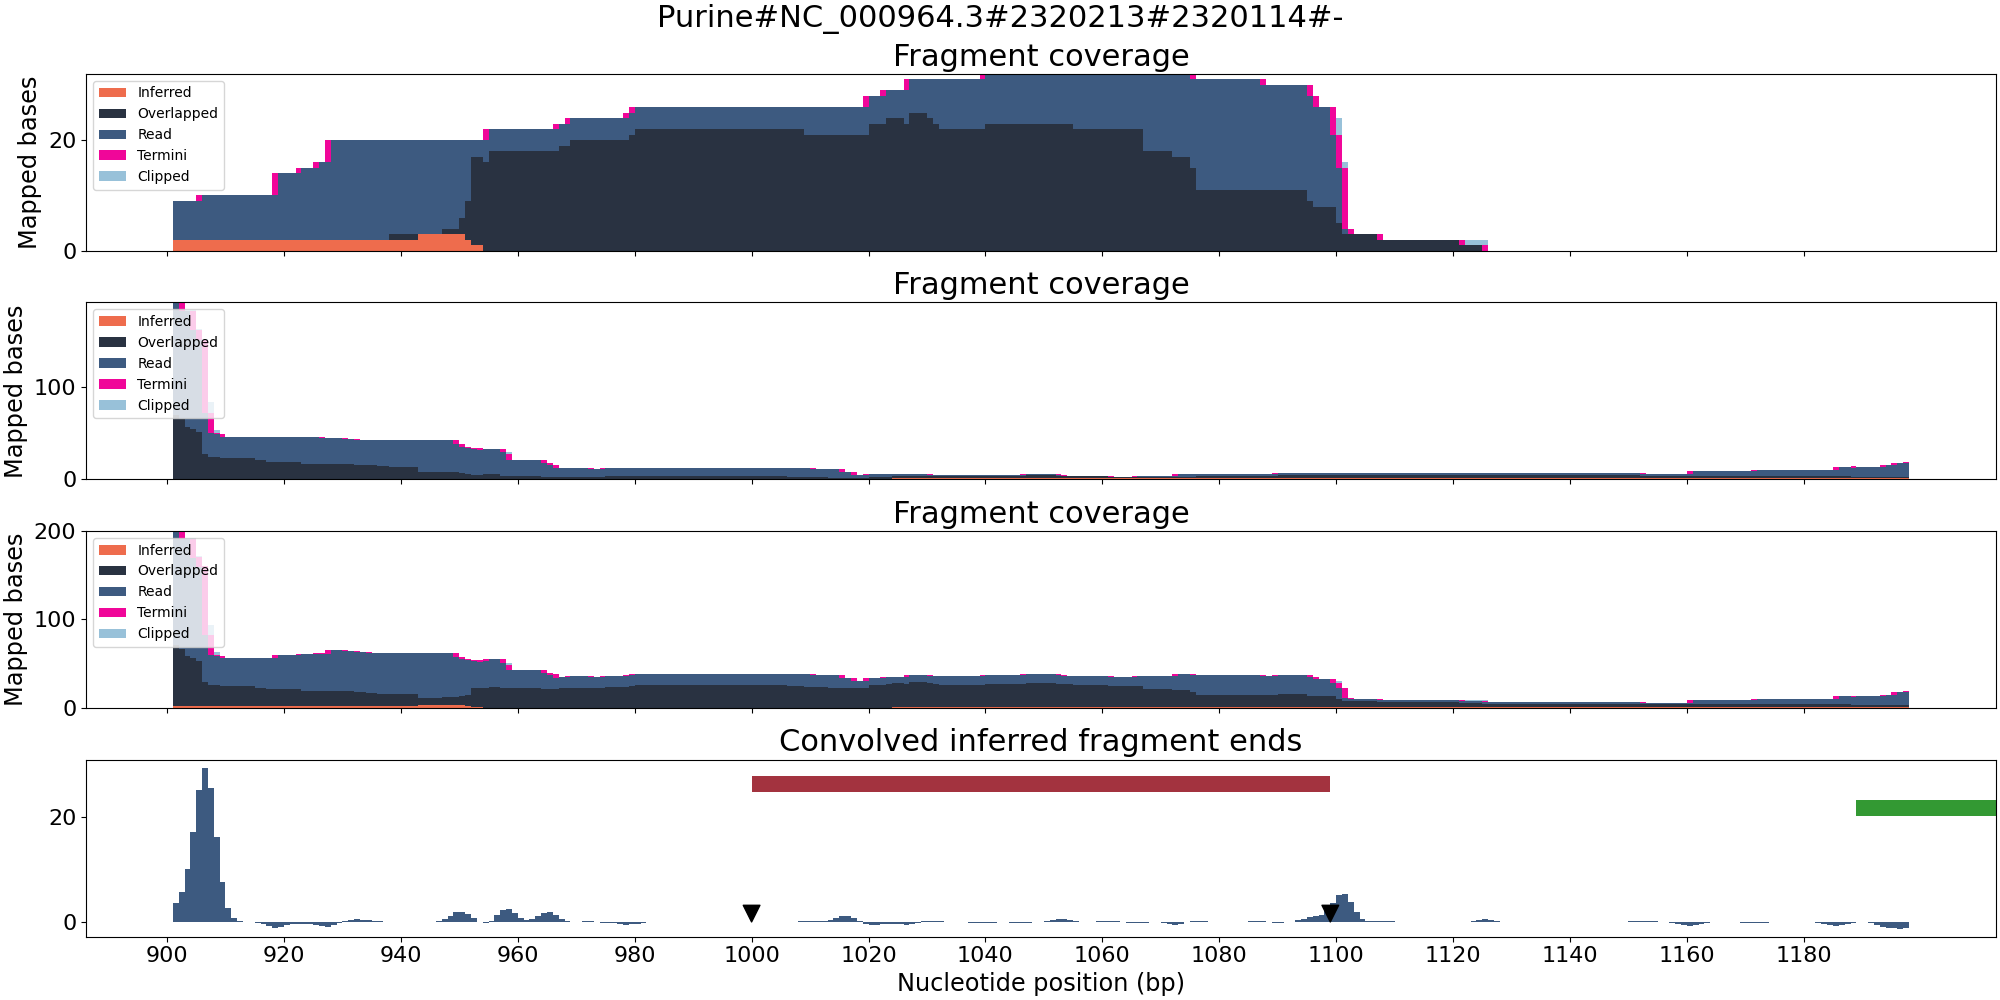 Purine#NC_000964.3#2320213#2320114#-
Fragment coverage
Mapped bases
20
0
Inferred
Overlapped
Read
Termini
Clipped
Fragment coverage
Mapped bases
100
0
Inferred
Overlapped
Read
Termini
Clipped
Fragment coverage
Mapped bases
200
100
0
Inferred
Overlapped
Read
Termini
Clipped
Convolved inferred fragment ends
20
0
900 920 940 960 980 1000 1020 1040 1060 1080 1100 1120 1140 1160 1180
Nucleotide position (bp)